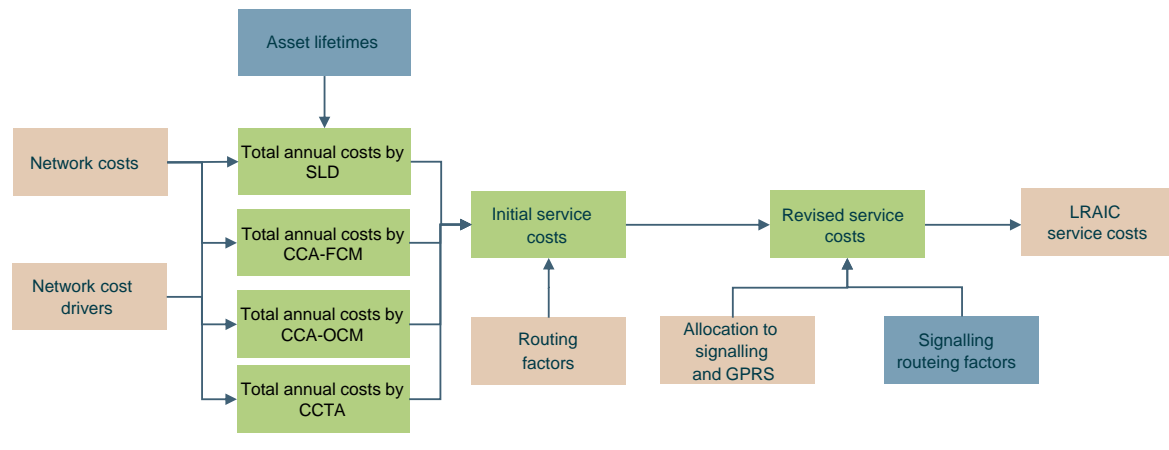 Asset lifetimes
Network costs
Total annual costs by
SLD
Total annual costs by
CCA-FCM
Network cost
drivers
Total annual costs by
CCA-OCM
Total annual costs by
CCTA
Initial service
costs
Routing
factors
Revised service
costs
Allocation to
signalling
and GPRS
Signalling
routeing factors
LRAIC
service costs